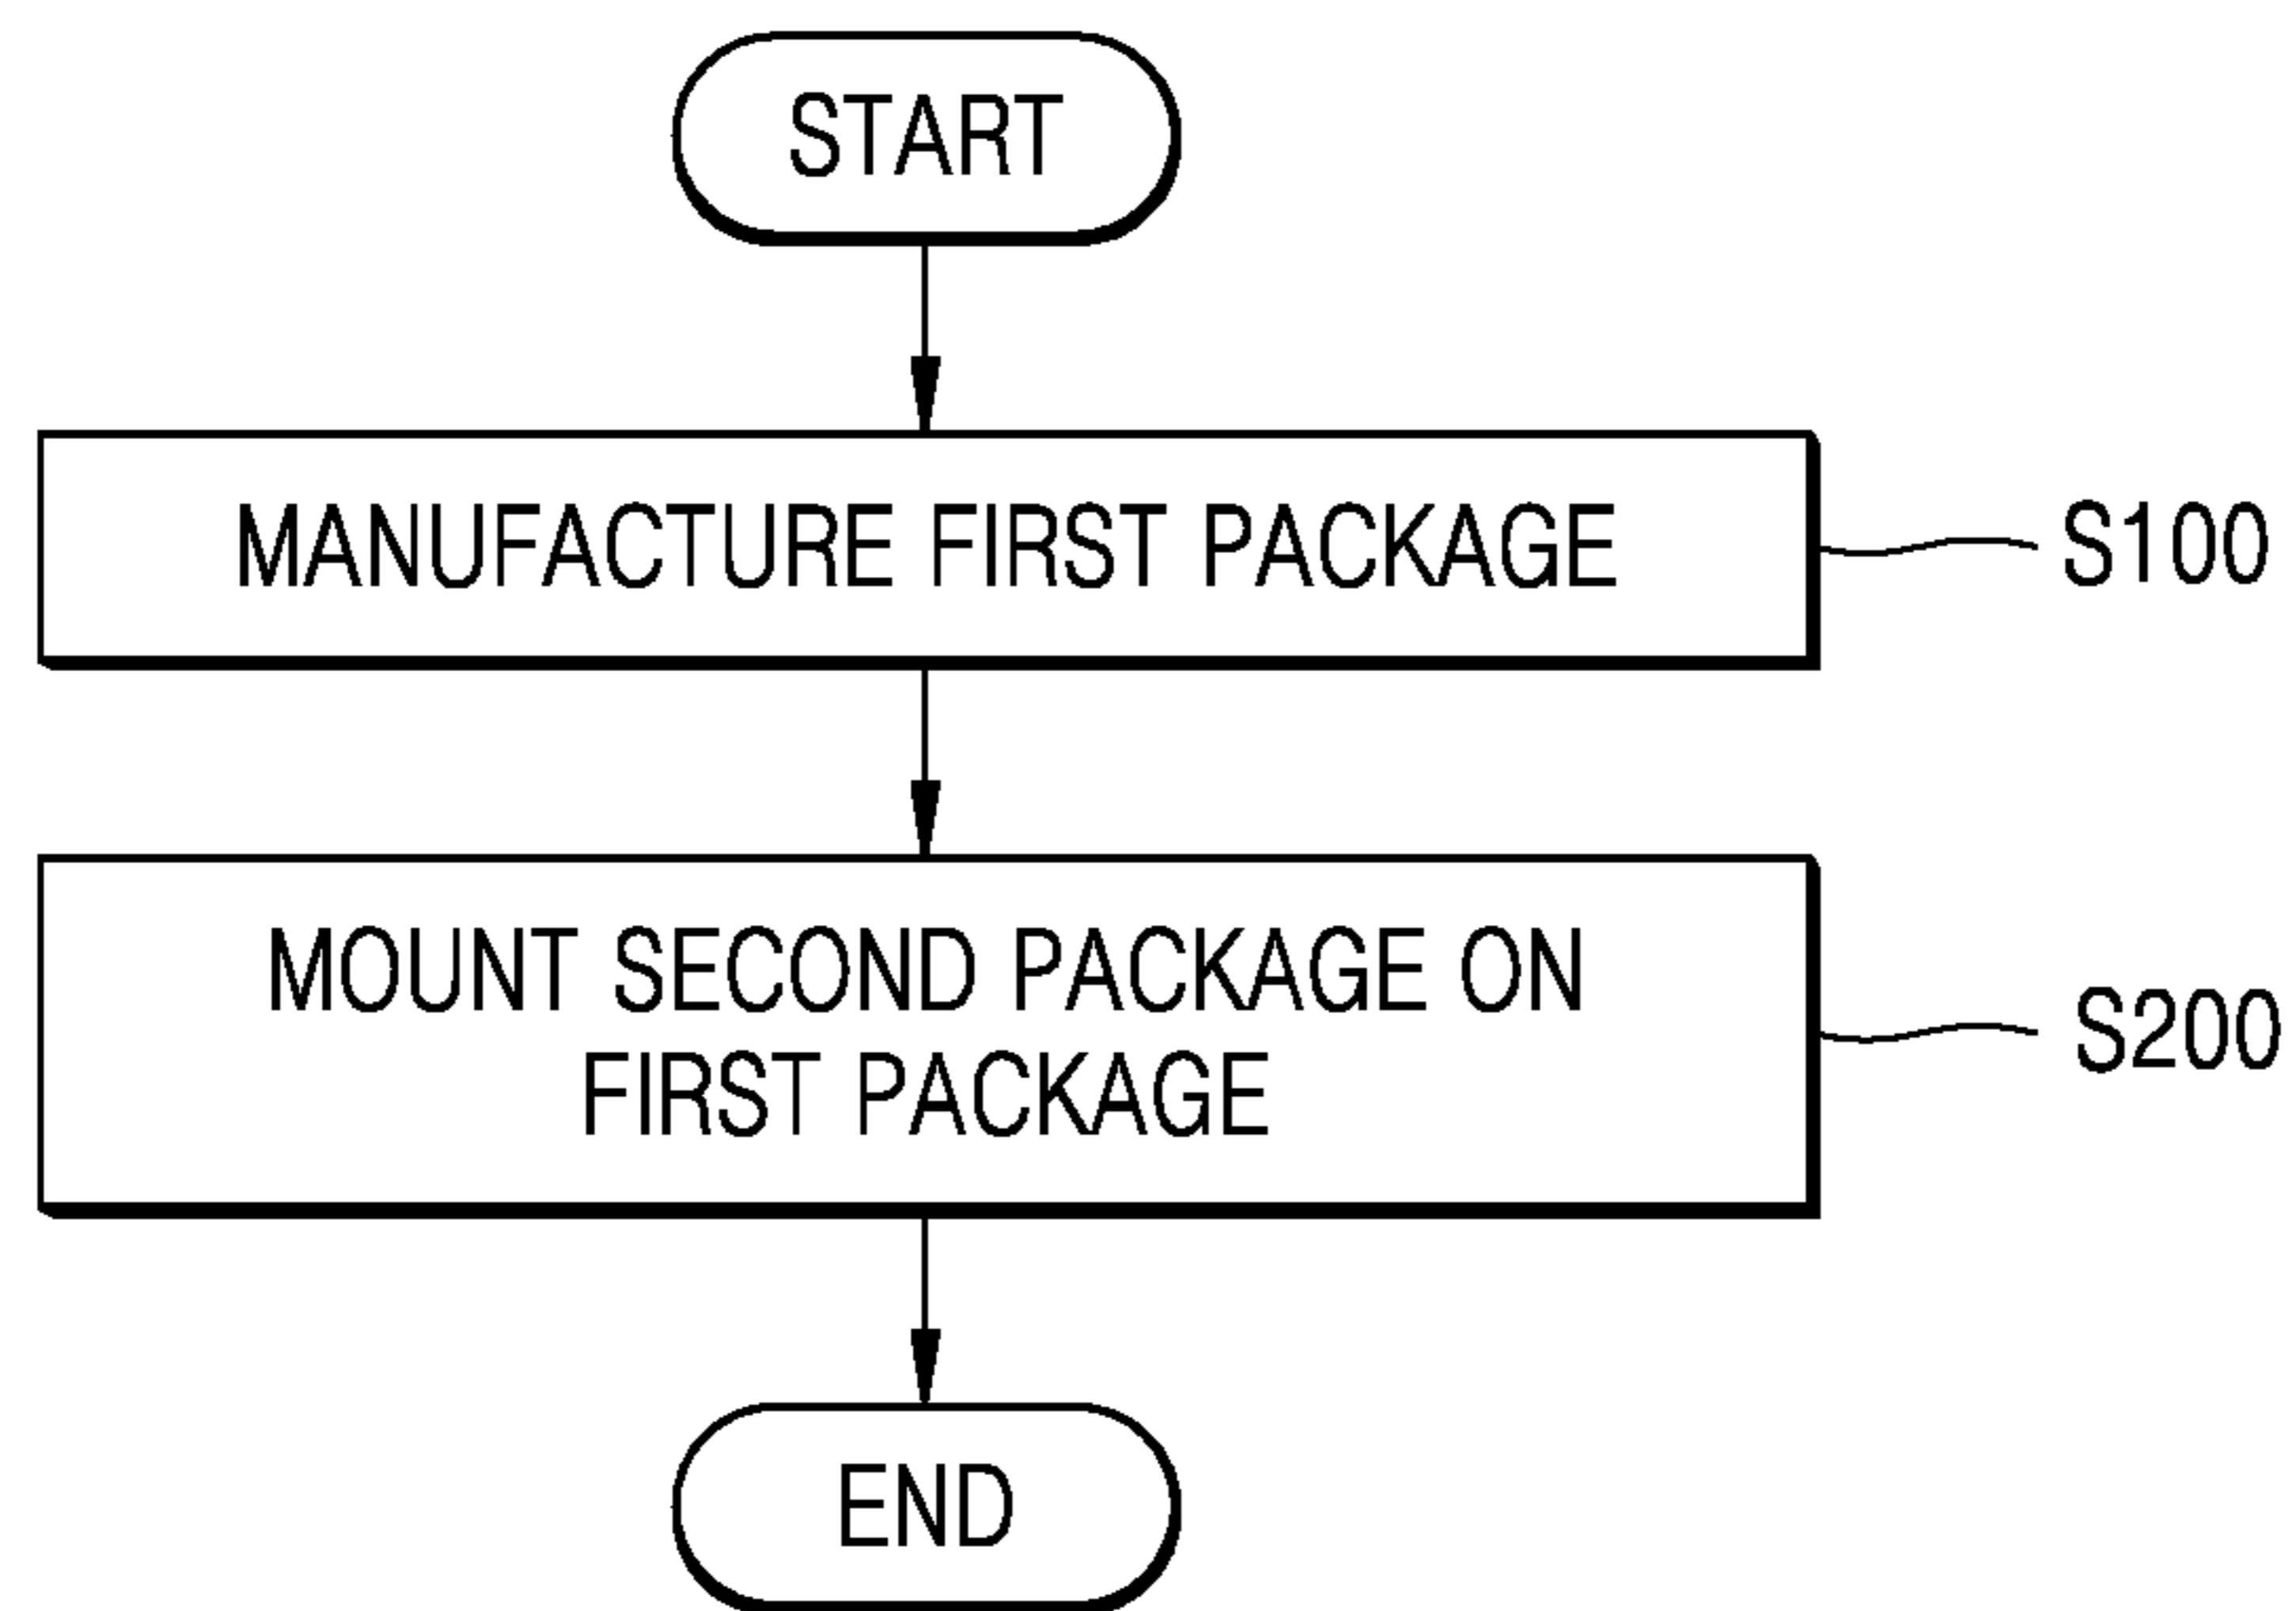 START
MANUFACTURE FIRST PACKAGE
S100
MOUNT SECOND PACKAGE ON
FIRST PACKAGE
S200
END